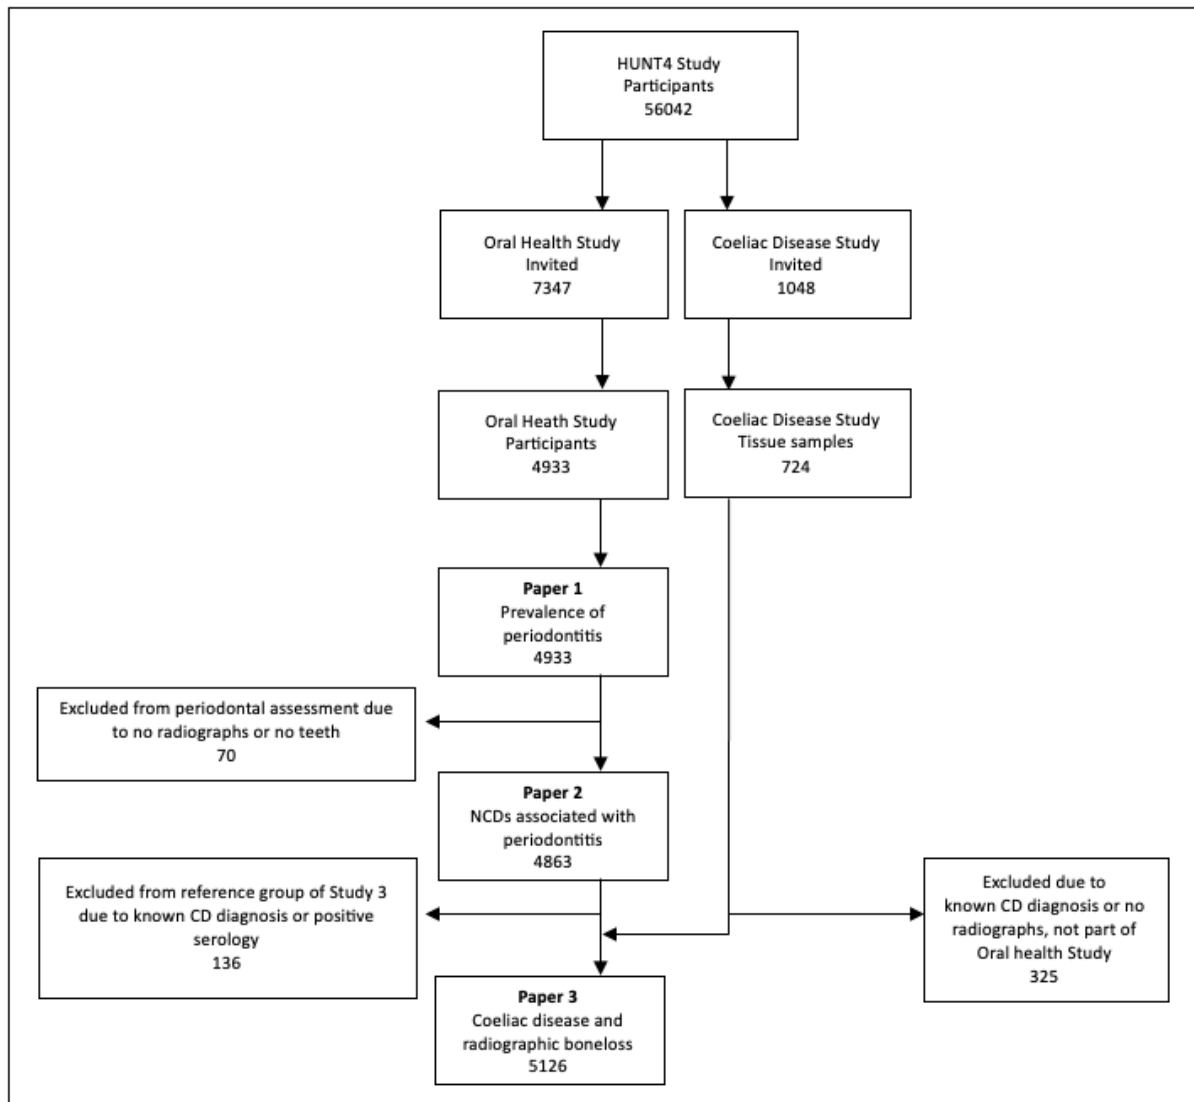 HUNT4 Study
Participants
56042
Oral Health Study
Invited
7347
Coeliac Disease Study
Invited
1048
Oral Heath Study
Participants
4933
Coeliac Disease Study
Tissue samples
724
Paper 1
Prevalence of
periodontitis
4933
Excluded from periodontal assessment due
to no radiographs or no teeth
70
Paper 2
NCDs associated with
periodontitis
4863
Excluded from reference group of Study 3
due to known CD diagnosis or positive
serology
136
Excluded due to
known CD diagnosis or no
radiographs, not part of
Oral health Study
325
Paper 3
Coeliac disease and
radiographic boneloss
5126